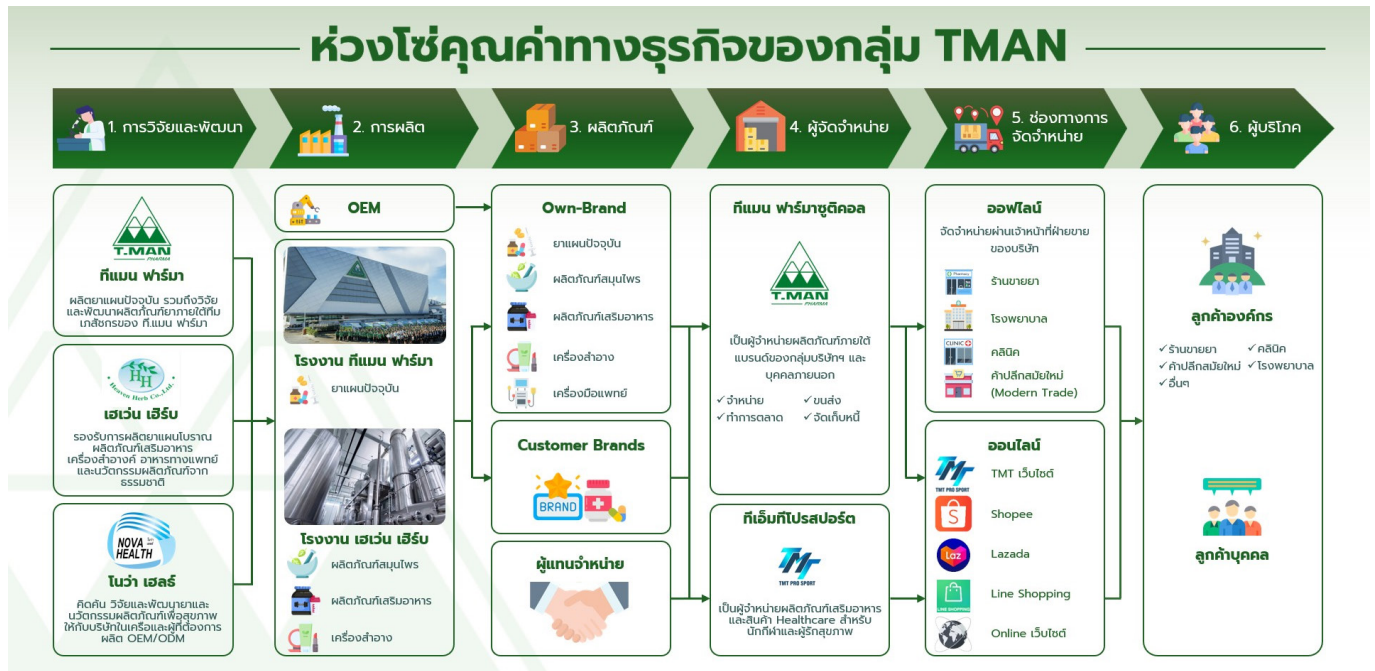 ห่วงโซ่คุณค่าทางธุรกิจของกลุ่ม TMAN
1. การวิจัยและพัฒนา
2. การผลิต
3. ผลิตภัณฑ์
4. ผู้จัดจำหน่าย
5. ช่องทางการ
จัดจำหน่าย
6. ผู้บริโภค
T.MAN
PHARMA
ทีแมน ฟาร์มา
ผลิตยาแผนปัจจุบัน รวมถึงวิจัย
และพัฒนาผลิตภัณฑ์ยาภายใต้ทีม
เภสัชกรของ ที.แมน ฟาร์มา
HH
Heaven Herb Co.,Ltd.
เฮเว่น เฮิร์บ
รองรับการผลิตยาแผนโบราณ
ผลิตภัณฑ์เสริมอาหาร
เครื่องสำอางค์ อาหารทางแพทย์
และนวัตกรรมผลิตภัณฑ์จาก
ธรรมชาติ
NOVA
HEALTH
โนว่า เฮลธ์
คิดค้น วิจัยและพัฒนายาและ
นวัตกรรมผลิตภัณฑ์เพื่อสุขภาพ
ให้กับบริษัทในเครือและผู้ที่ต้องการ
ผลิต OEM/ODM
OEM
โรงงาน ทีแมน ฟาร์มา
ยาแผนปัจจุบัน
โรงงาน เฮเว่น เฮิร์บ
ผลิตภัณฑ์สมุนไพร
ผลิตภัณฑ์เสริมอาหาร
เครื่องสำอาง
Own-Brand
ยาแผนปัจจุบัน
ผลิตภัณฑ์สมุนไพร
ผลิตภัณฑ์เสริมอาหาร
เครื่องสำอาง
เครื่องมือแพทย์
Customer Brands
BRAND
ผู้แทนจำหน่าย
ทีแมน ฟาร์มาซูติคอล
T.MAN
PHARMA
เป็นผู้จำหน่ายผลิตภัณฑ์ภายใต้
แบรนด์ของกลุ่มบริษัทฯ และ
บุคคลภายนอก
✓จำหน่าย ✓ขนส่ง
✓ทำการตลาด ✓จัดเก็บหนี้
ทีเอ็มทีโปรสปอร์ต
TMT
TMT PRO SPORT
เป็นผู้จำหน่ายผลิตภัณฑ์เสริมอาหาร
และสินค้า Healthcare สำหรับ
นักกีฬาและผู้รักสุขภาพ
ออฟไลน์
จัดจำหน่ายผ่านเจ้าหน้าที่ฝ่ายขาย
ของบริษัท
Pharmacy
ร้านขายยา
โรงพยาบาล
CLINIC
คลินิค
ค้าปลีกสมัยใหม่
(Modern Trade)
ออนไลน์
TMT
TMT PRO SPORT
TMT เว็บไซต์
Shopee
Laz
Lazada
LINE SHOPPING
Line Shopping
Online เว็บไซต์
ลูกค้าองค์กร
✓ร้านขายยา ✓คลินิค
✓ค้าปลีกสมัยใหม่ ✓โรงพยาบาล
✓อื่นๆ
ลูกค้าบุคคล